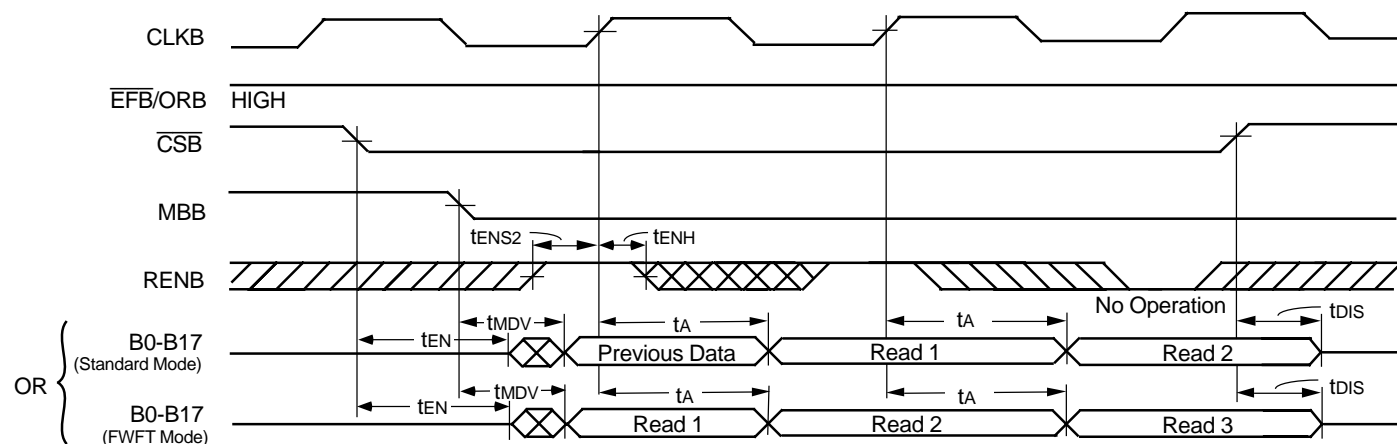 CLKB
EFB/ORB HIGH
CSB
MBB
tENS2 tENH
RENB
No Operation
tMDV tA tA tDIS
tEN
B0-B17
(Standard Mode)
Previous Data Read 1 Read 2
OR
tMDV tA tA tDIS
tEN
B0-B17
(FWFT Mode)
Read 1 Read 2 Read 3